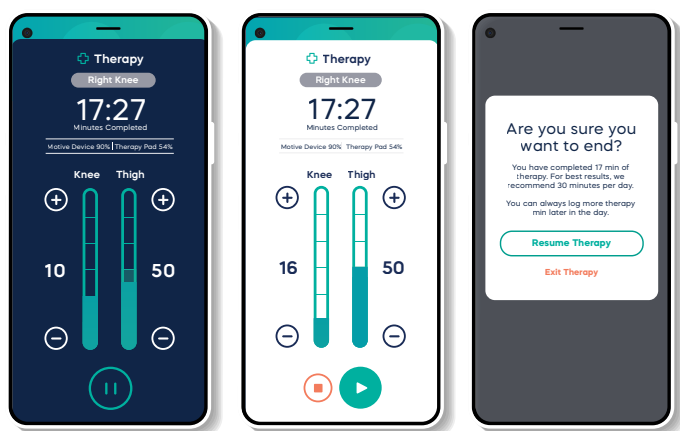 Therapy
Right Knee
17:27
Minutes Completed
Motive Device 90% Therapy Pad 54%
Knee Thigh
10 50
Therapy
Right Knee
17:27
Minutes Completed
Motive Device 90% Therapy Pad 54%
Knee Thigh
16 50
Are you sure you
want to end?
You have completed 17 min of
therapy. For best results, we
recommend 30 minutes per day.
You can always log more therapy
min later in the day.
Resume Therapy
Exit Therapy